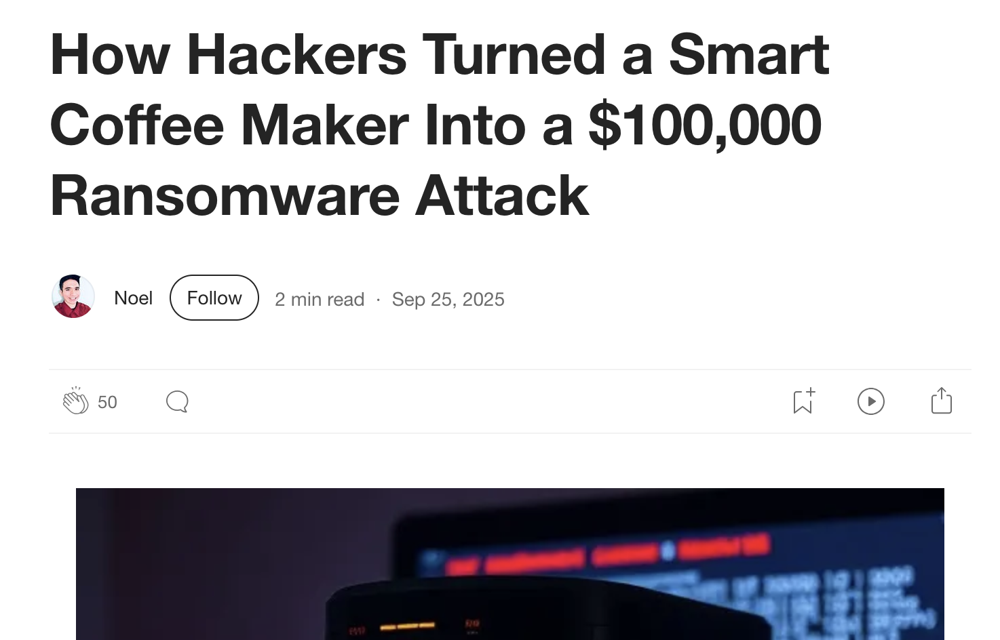 How Hackers Turned a Smart
Coffee Maker Into a $100,000
Ransomware Attack
Noel Follow 2 min read · Sep 25, 2025
50